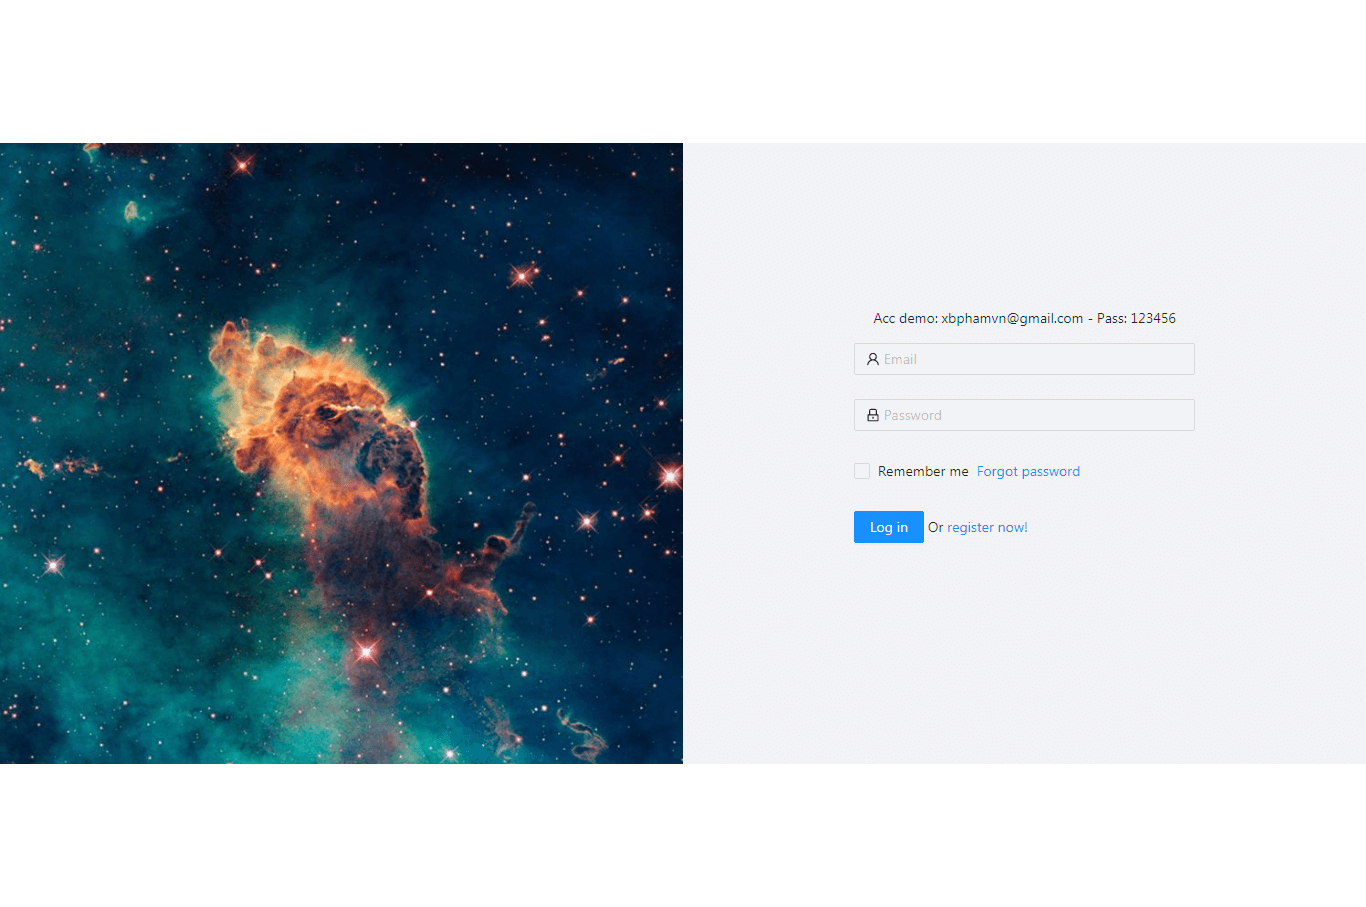 Acc demo: xbphamvn@gmail.com - Pass: 123456
Email
Password
Remember me Forgot password
Log in Or register now!